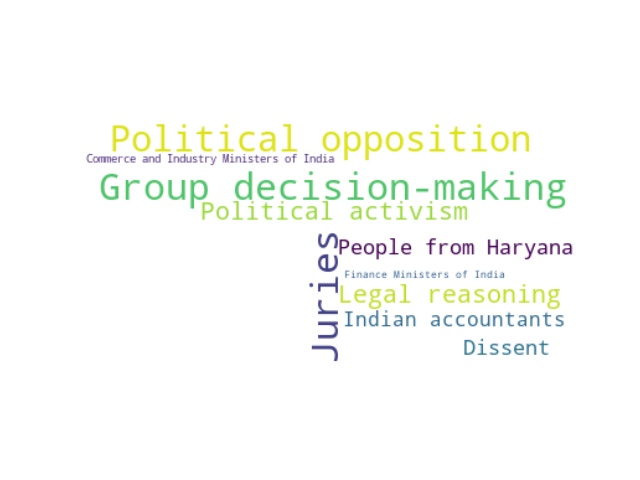 Political opposition
Commerce and Industry Ministers of India
Group decision-making
Political activism
Juries
People from Haryana
Finance Ministers of India
Legal reasoning
Indian accountants
Dissent